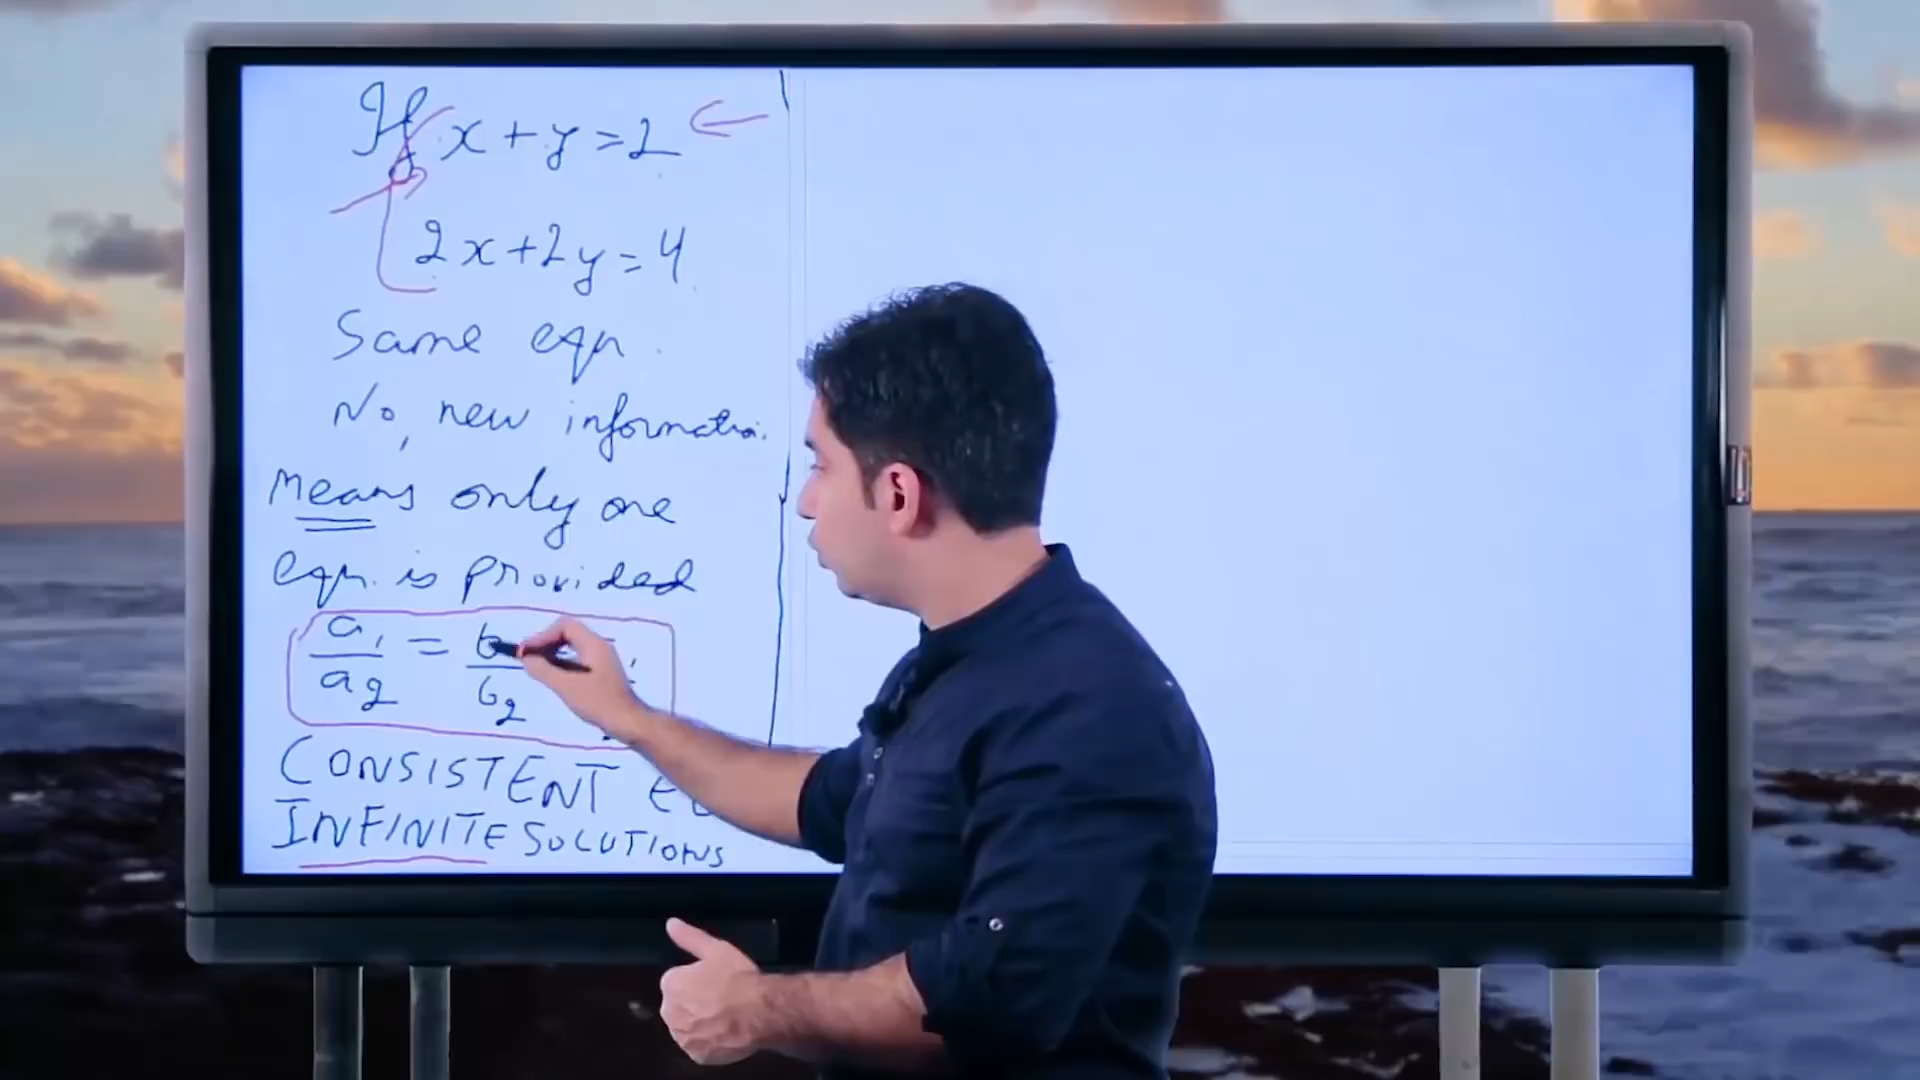 If x + y = 2
2x + 2y = 4
Same eqn.
No, new information.
Means only one
eqn. is provided
a₁/a₂ = b/b₂
CONSISTENT
INFINITE SOLUTIONS